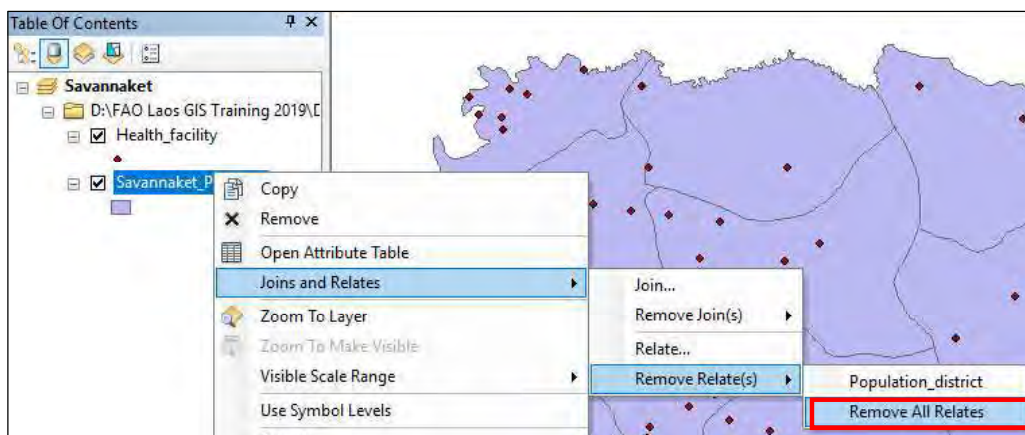 Table Of Contents
Savannaket
D:\FAO Laos GIS Training 2019\
Health_facility
Savannaket_P
Copy
Remove
Open Attribute Table
Joins and Relates
Zoom To Layer
Zoom To Make Visible
Visible Scale Range
Use Symbol Levels
Join...
Remove Join(s)
Relate...
Remove Relate(s)
Population_district
Remove All Relates